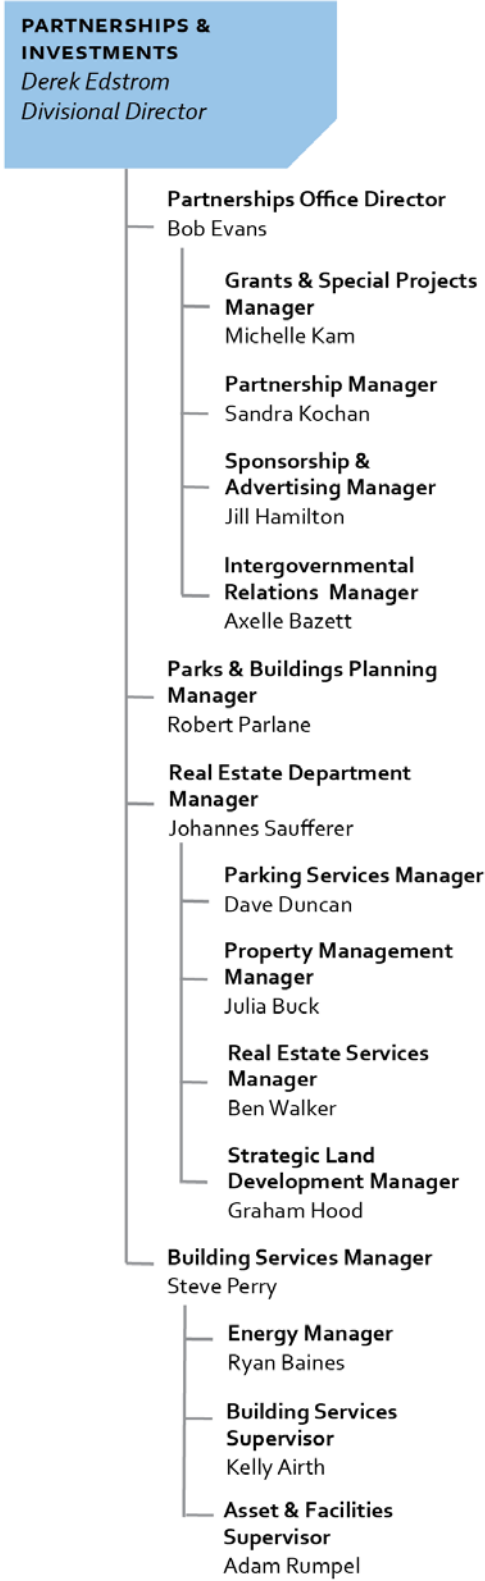 PARTNERSHIPS &
INVESTMENTS
Derek Edstrom
Divisional Director
Partnerships Office Director
Bob Evans
Grants & Special Projects
Manager
Michelle Kam
Partnership Manager
Sandra Kochan
Sponsorship &
Advertising Manager
Jill Hamilton
Intergovernmental
Relations Manager
Axelle Bazett
Parks & Buildings Planning
Manager
Robert Parlane
Real Estate Department
Manager
Johannes Saufferer
Parking Services Manager
Dave Duncan
Property Management
Manager
Julia Buck
Real Estate Services
Manager
Ben Walker
Strategic Land
Development Manager
Graham Hood
Building Services Manager
Steve Perry
Energy Manager
Ryan Baines
Building Services
Supervisor
Kelly Airth
Asset & Facilities
Supervisor
Adam Rumpel